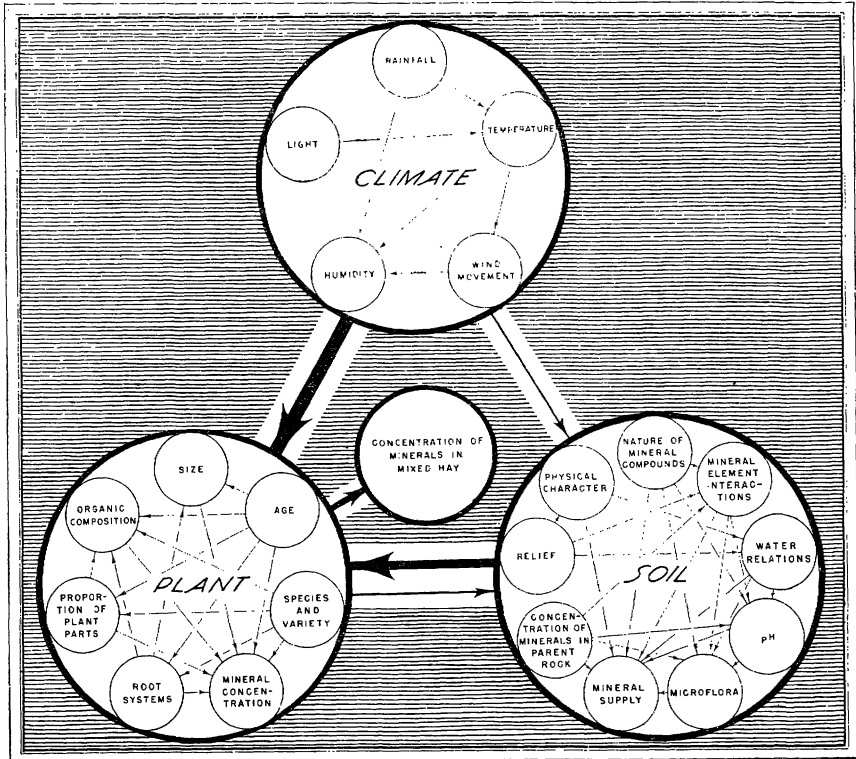 RAINFALL
LIGHT
TEMPERATURE
CLIMATE
HUMIDITY
WIND
MOVEMENT
CONCENTRATION OF
MINERALS IN
MIXED HAY
SIZE
ORGANIC
COMPOSITION
AGE
PLANT
PROPOR-
TION OF
PLANT
PARTS
SPECIES
AND
VARIETY
ROOT
SYSTEMS
MINERAL
CONCEN-
TRATION
NATURE OF
MINERAL
COMPOUNDS
PHYSICAL
CHARACTER
MINERAL
ELEMENT
INTERAC-
TIONS
RELIEF
SOIL
WATER
RELATIONS
CONCEN-
TRATION OF
MINERALS IN
PARENT
ROCK
PH
MINERAL
SUPPLY
MICROFLORA